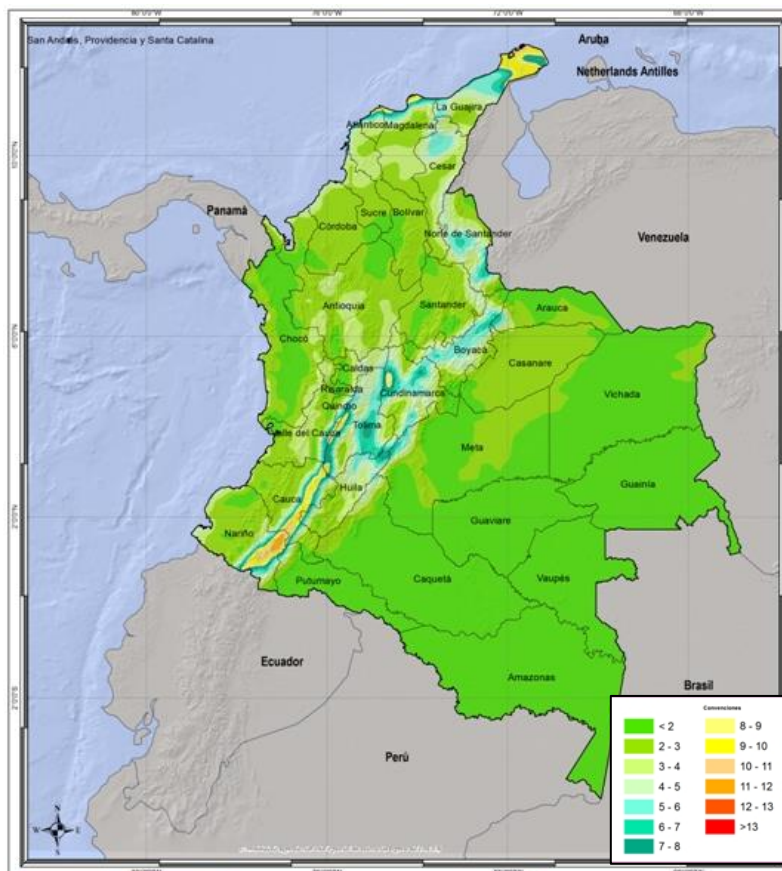 San Andrés, Providencia y Santa Catalina
Aruba
Netherlands Antilles
La Guajira
Atlántico
Magdalena
Cesar
Panamá
Sucre
Bolívar
Córdoba
Norte de Santander
Venezuela
Antioquia
Santander
Arauca
Chocó
Boyacá
Casanare
Caldas
Risaralda
Cundinamarca
Vichada
Quindío
Tolima
Valle del Cauca
Meta
Guainía
Huila
Cauca
Guaviare
Nariño
Caquetá
Vaupés
Putumayo
Ecuador
Amazonas
Brasil
Perú
N
W
E
S
Convenciones
< 2
2 - 3
3 - 4
4 - 5
5 - 6
6 - 7
7 - 8
8 - 9
9 - 10
10 - 11
11 - 12
12 - 13
>13